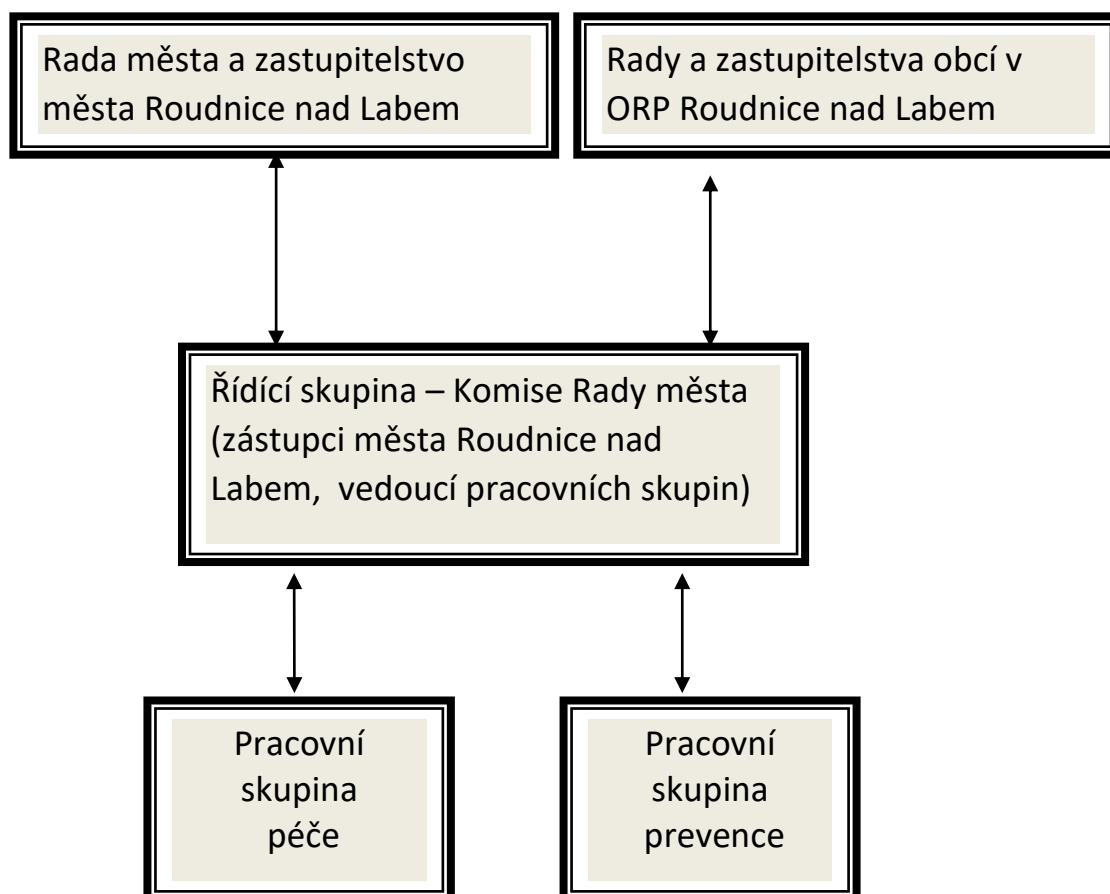 Rada města a zastupitelstvo
města Roudnice nad Labem
Rady a zastupitelstva obcí v
ORP Roudnice nad Labem
Řídící skupina – Komise Rady města
(zástupci města Roudnice nad
Labem,  vedoucí pracovních skupin)
Pracovní
skupina
péče
Pracovní
skupina
prevence